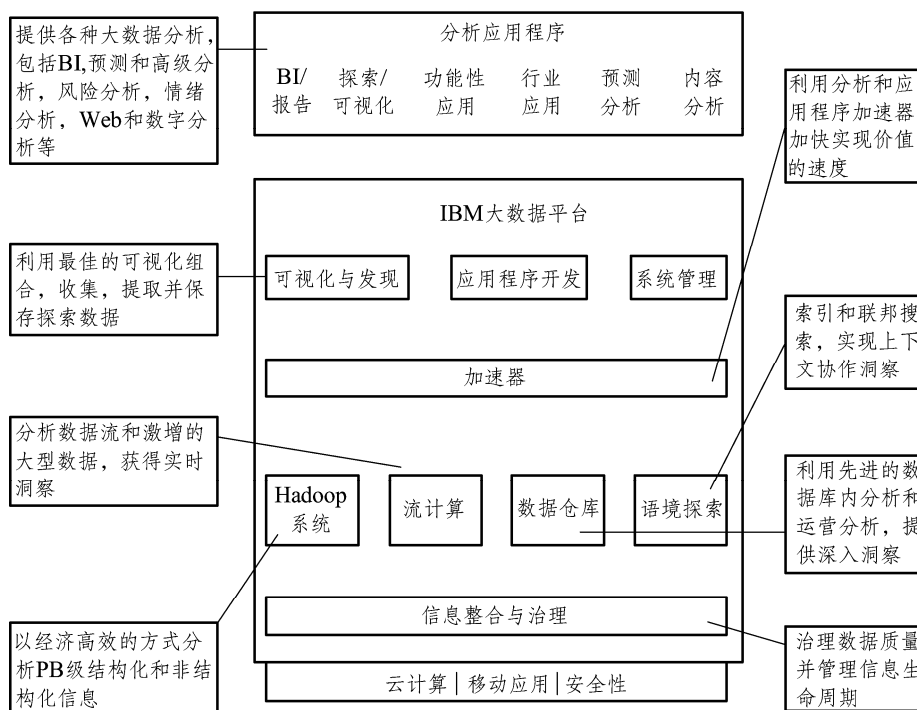 提供各种大数据分析,
包括BI,预测和高级分
析，风险分析，情绪
分析，Web和数字分
析等
分析应用程序
BI/
报告
探索/
可视化
功能性
应用
行业
应用
预测
分析
内容
分析
利用分析和应
用程序加速器
加快实现价值
的速度
IBM大数据平台
利用最佳的可视化组
合，收集，提取并保
存探索数据
可视化与发现
应用程序开发
系统管理
索引和联邦搜
索，实现上下
文协作洞察
加速器
分析数据流和激增的
大型数据，获得实时
洞察
Hadoop
系统
流计算
数据仓库
语境探索
利用先进的数
据库内分析和
运营分析，提
供深入洞察
信息整合与治理
以经济高效的方式分
析PB级结构化和非结
构化信息
治理数据质量
并管理信息生
命周期
云计算|移动应用|安全性